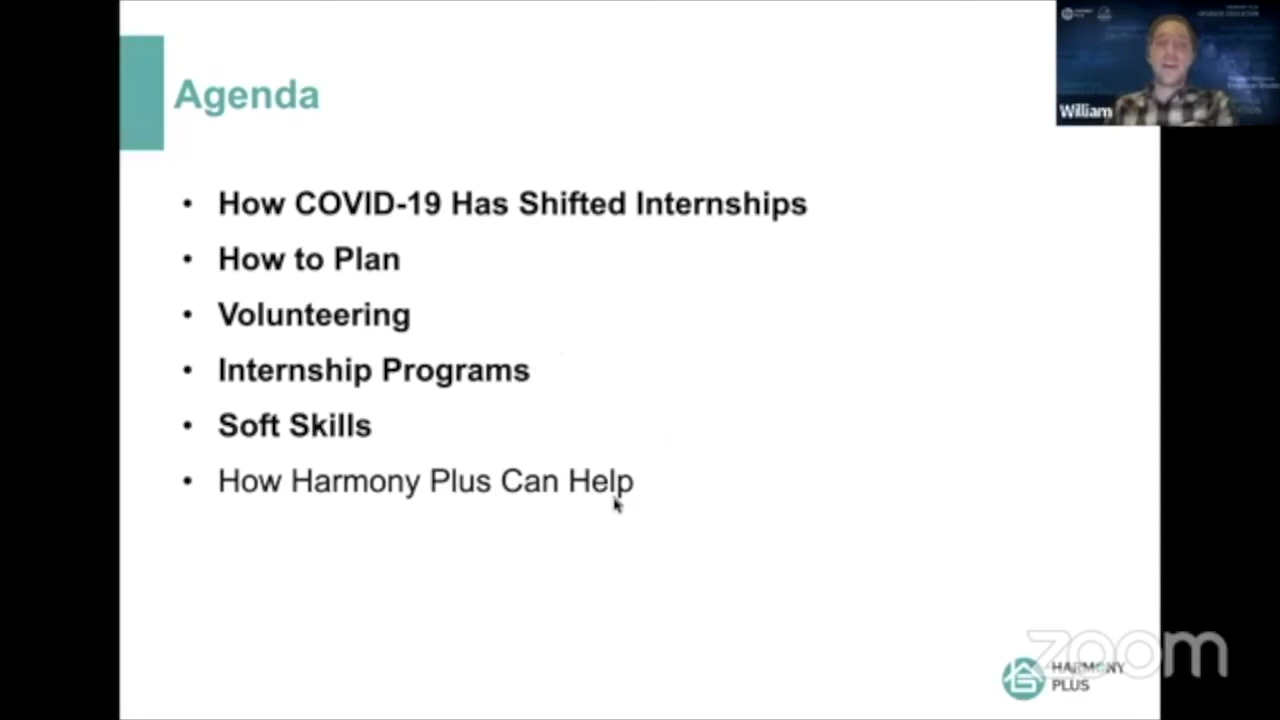 Agenda
• How COVID-19 Has Shifted Internships
• How to Plan
• Volunteering
• Internship Programs
• Soft Skills
• How Harmony Plus Can Help
William
zoom
HARMONY
PLUS